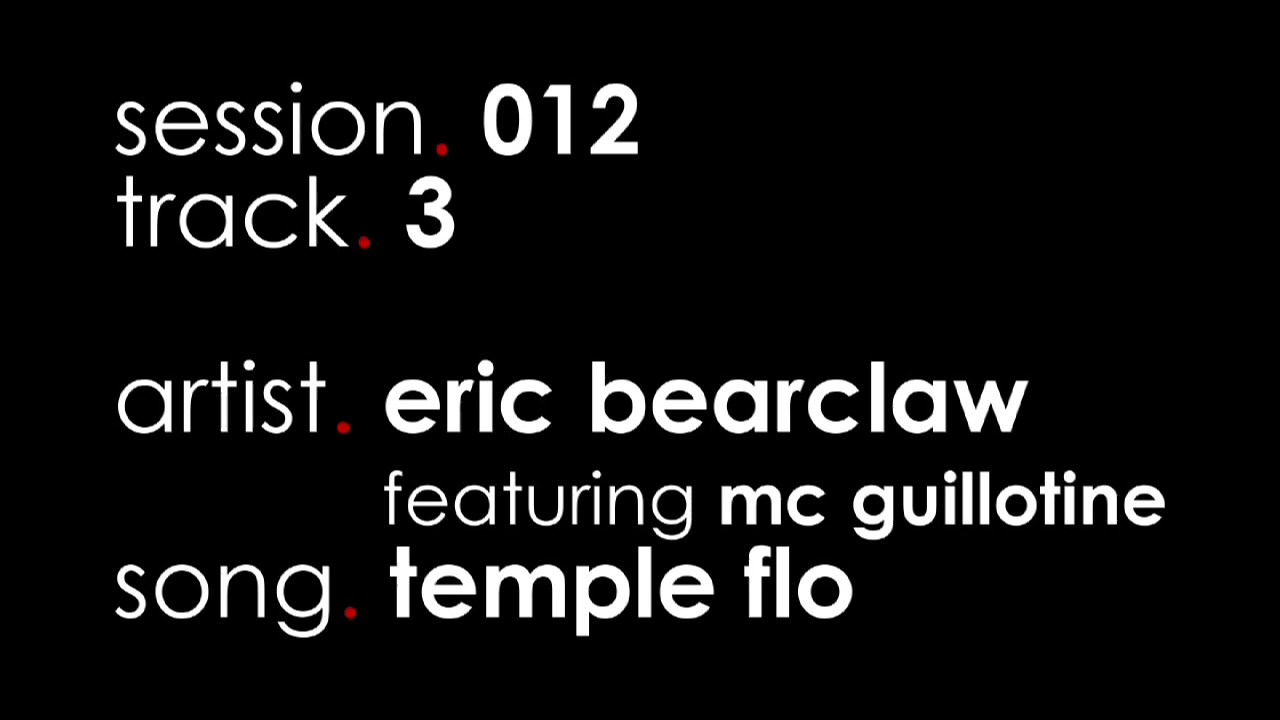 session. 012
track. 3
artist. eric bearclaw
featuring mc guillotine
song. temple flo